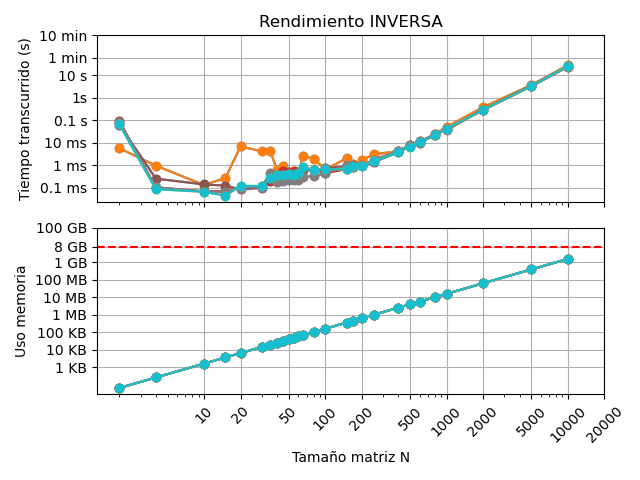 Rendimiento INVERSA
Tiempo transcurrido (s)
10 min
1 min
10 s
1s
0.1 s
10 ms
1 ms
0.1 ms
Uso memoria
100 GB
8 GB
1 GB
100 MB
10 MB
1 MB
100 KB
10 KB
1 KB
10 20 50 100 200 500 1000 2000 5000 10000 20000
Tamaño matriz N